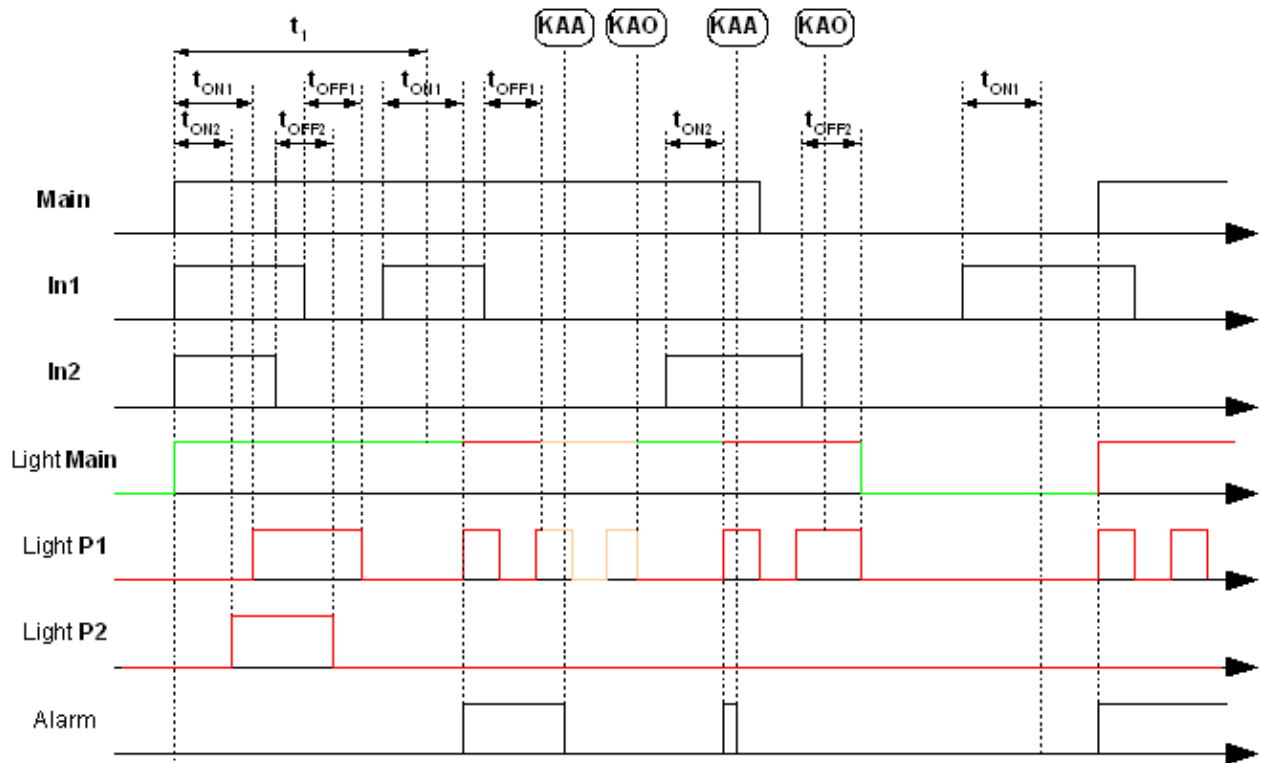 t1 KAA KAO KAA KAO
tON1 tOFF1 tON1 tOFF1 tON1
tON2 tOFF2 tON2 tOFF2
Main
In1
In2
Light Main
Light P1
Light P2
Alarm